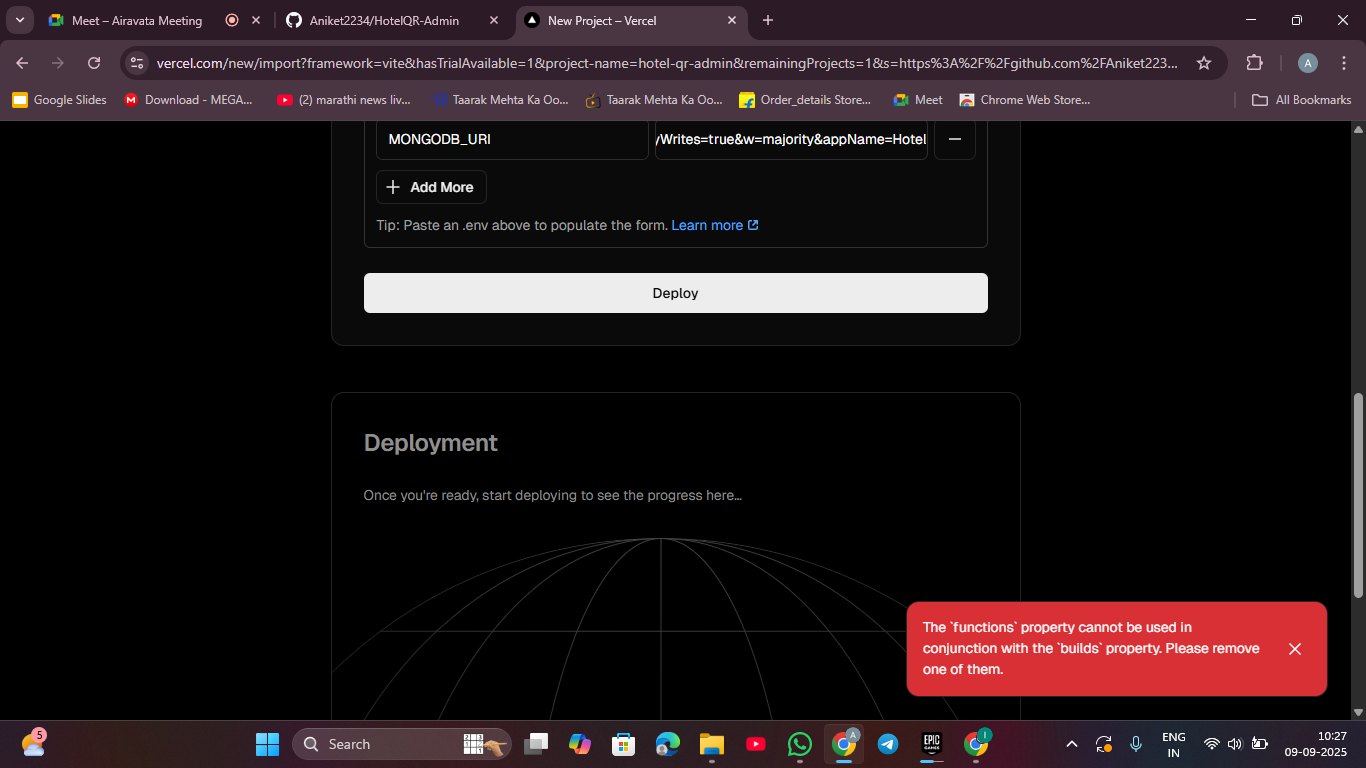 Meet – Airavata Meeting
Aniket2234/HotelQR-Admin
New Project – Vercel
vercel.com/new/import?framework=vite&hasTrialAvailable=1&project-name=hotel-qr-admin&remainingProjects=1&s=https%3A%2F%2Fgithub.com%2FAniket223...
A
Google Slides
Download - MEGA...
(2) marathi news liv...
Taarak Mehta Ka Oo...
Taarak Mehta Ka Oo...
Order_details Store...
Meet
Chrome Web Store...
All Bookmarks
MONGODB_URI
yWrites=true&w=majority&appName=Hotel
Add More
Tip: Paste an .env above to populate the form. Learn more
Deploy
Deployment
Once you're ready, start deploying to see the progress here...
The `functions` property cannot be used in
conjunction with the `builds` property. Please remove
one of them.
5
Search
A
EPIC
GAMES
I
ENG
IN
10:27
09-09-2025